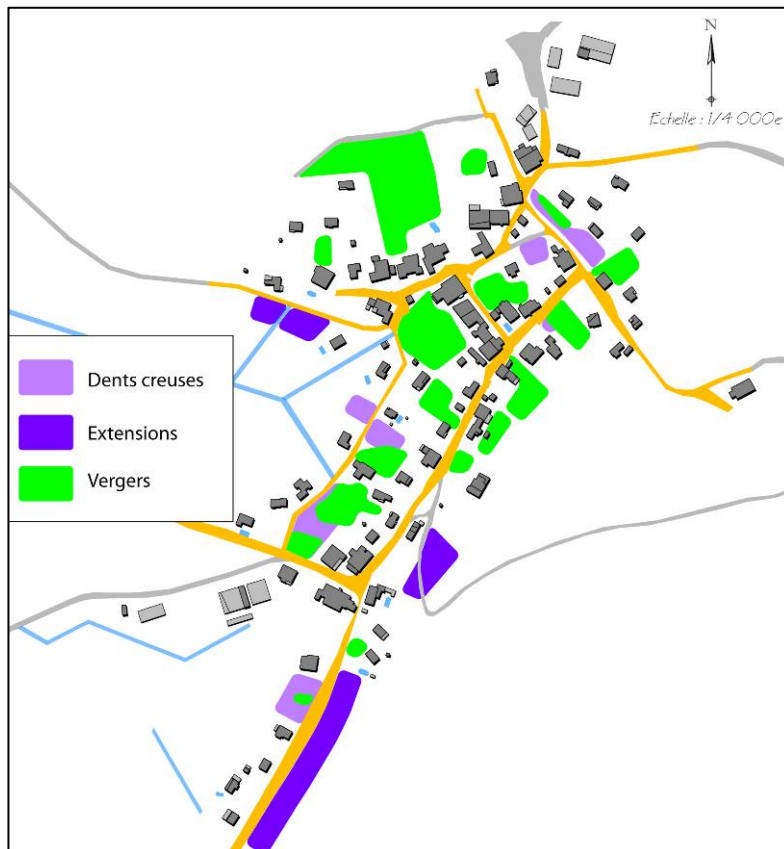 N
Echelle : 1/4 000e
Dents creuses
Extensions
Vergers